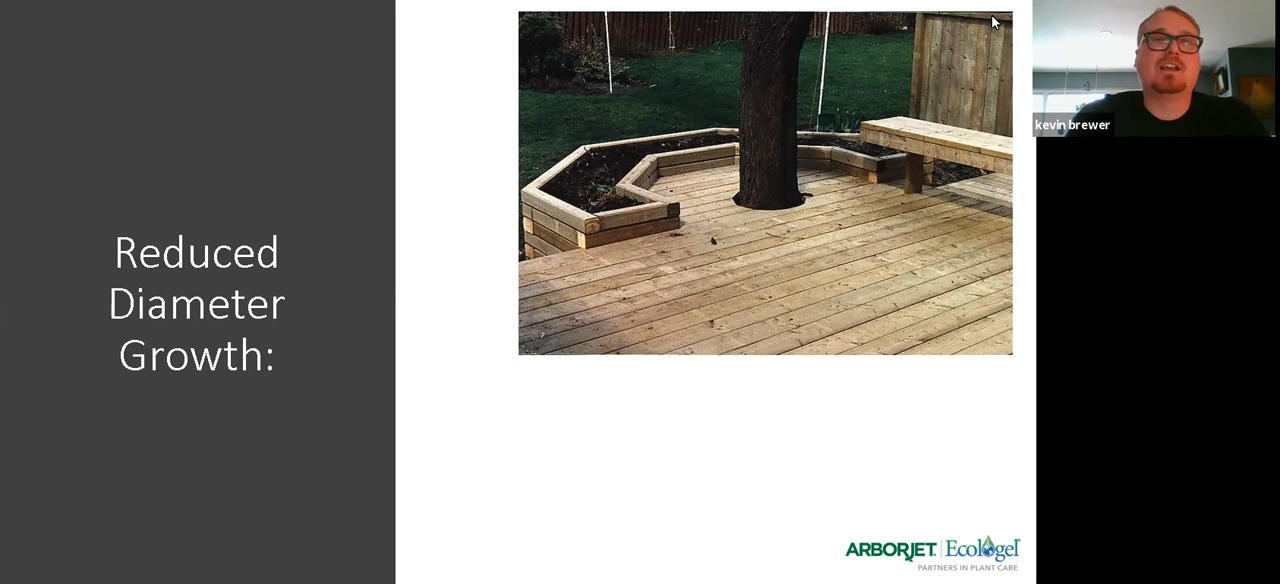 Reduced
Diameter
Growth:
kevin brewer
ARBORJET | Ecologel
PARTNERS IN PLANT CARE